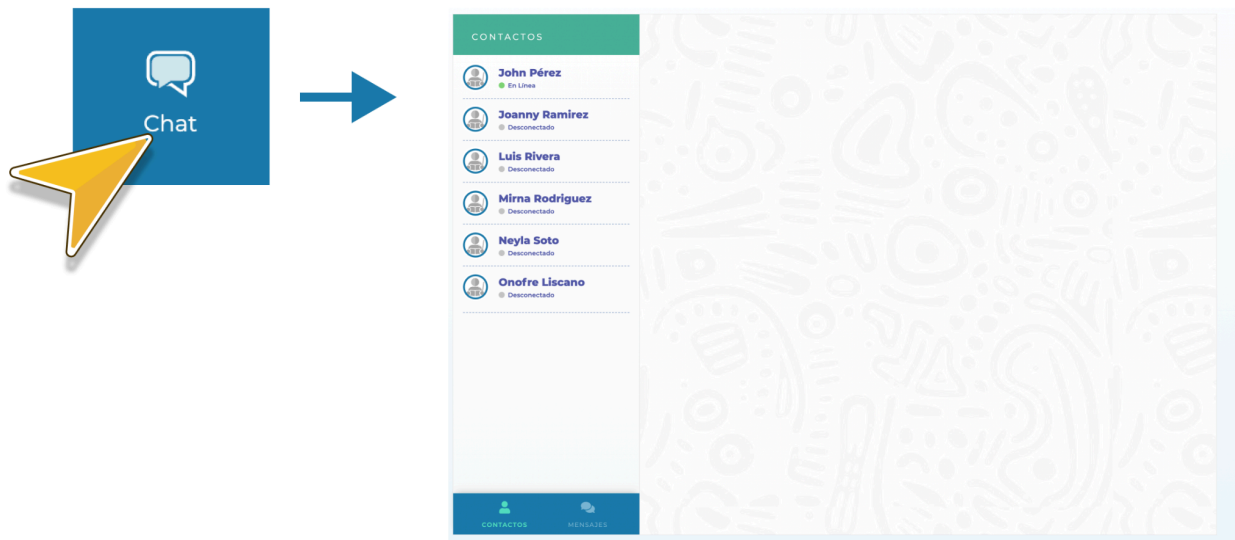 Chat
CONTACTOS
John Pérez
En Línea
Joanny Ramirez
Desconectado
Luis Rivera
Desconectado
Mirna Rodriguez
Desconectado
Neyla Soto
Desconectado
Onofre Liscano
Desconectado
CONTACTOS MENSAJES